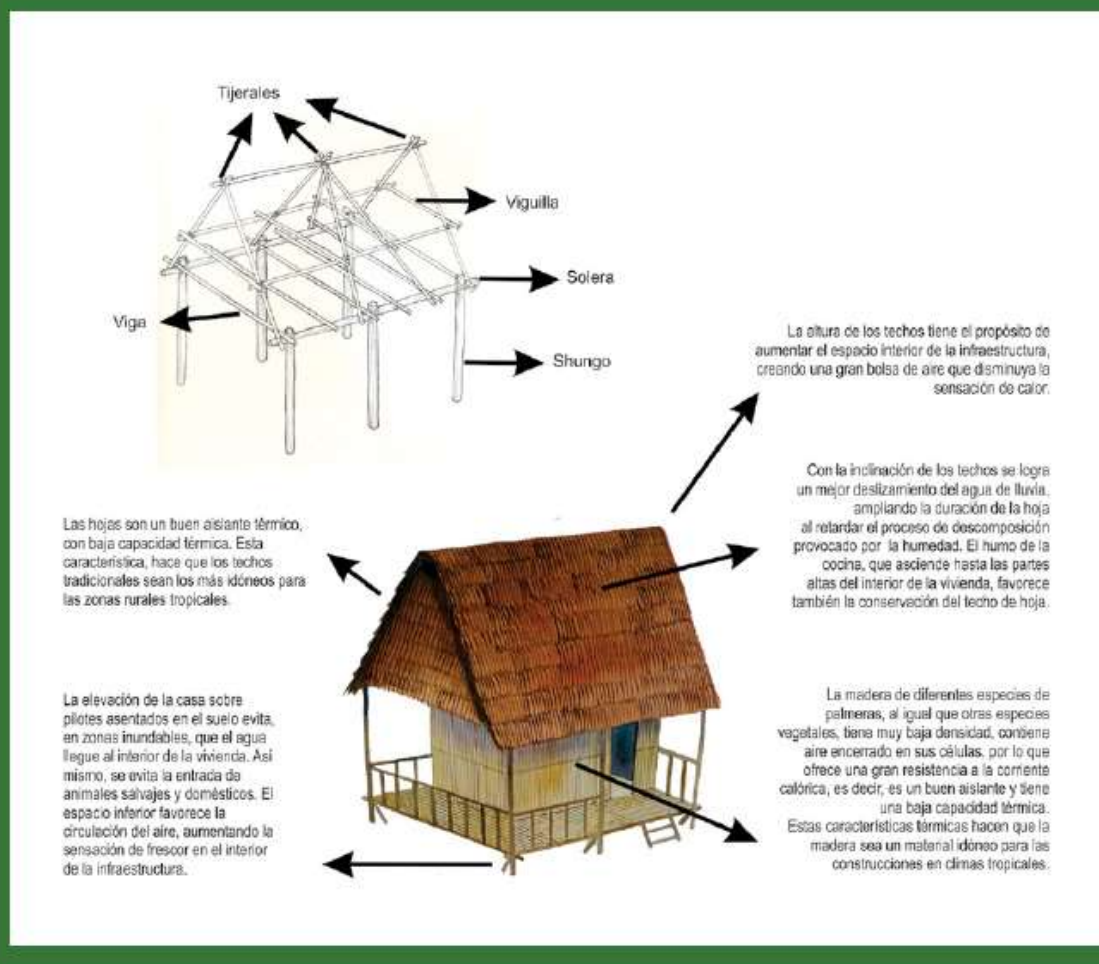 Tijerales
Viguilla
Solera
Viga
Shungo
La altura de los techos tiene el propósito de
aumentar el espacio interior de la infraestructura,
creando una gran bolsa de aire que disminuya la
sensación de calor.
Con la inclinación de los techos se logra
un mejor deslizamiento del agua de lluvia,
ampliando la duración de la hoja
al retardar el proceso de descomposición
provocado por la humedad. El humo de la
cocina, que asciende hasta las partes
altas del interior de la vivienda, favorece
también la conservación del techo de hoja.
Las hojas son un buen aislante térmico,
con baja capacidad térmica. Esta
característica, hace que los techos
tradicionales sean los más idóneos para
las zonas rurales tropicales.
La elevación de la casa sobre
pilotes asentados en el suelo evita,
en zonas inundables, que el agua
llegue al interior de la vivienda. Así
mismo, se evita la entrada de
animales salvajes y domésticos. El
espacio inferior favorece la
circulación del aire, aumentando la
sensación de frescor en el interior
de la infraestructura.
La madera de diferentes especies de
palmeras, al igual que otras especies
vegetales, tiene muy baja densidad, contiene
aire encerrado en sus células, por lo que
ofrece una gran resistencia a la corriente
calórica, es decir, es un buen aislante y tiene
una baja capacidad térmica.
Estas características térmicas hacen que la
madera sea un material idóneo para las
construcciones en climas tropicales.